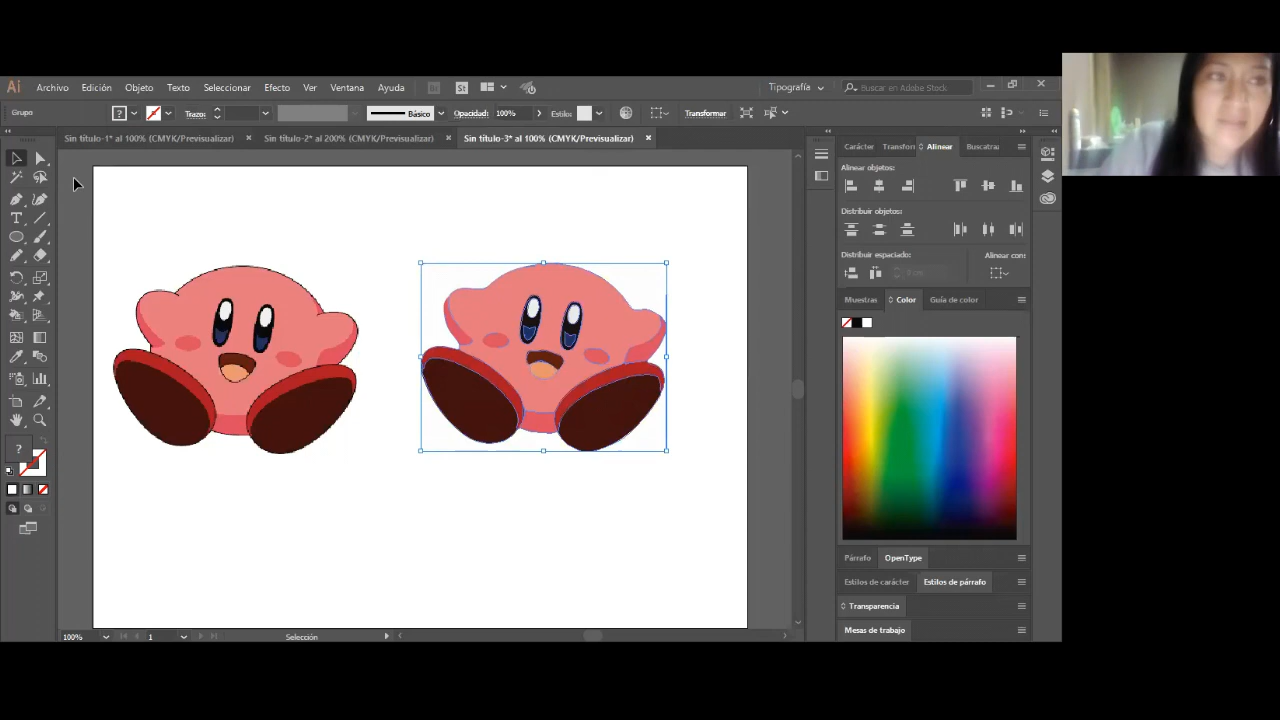 Ai Archivo Edición Objeto Texto Seleccionar Efecto Ver Ventana Ayuda Br St Tipografía Buscar en Adobe Stock
Grupo ? Trazo: Básico Opacidad: 100% Estilo: Transformar
Sin título-1* al 100% (CMYK/Previsualizar) Sin título-2* al 200% (CMYK/Previsualizar) Sin título-3* al 100% (CMYK/Previsualizar)
Carácter Transfor Alinear Buscatra
Alinear objetos:
Distribuir objetos:
Distribuir espaciado: Alinear con
Muestras Color Guía de color
?
Párrafo OpenType
Estilos de carácter Estilos de párrafo
Transparencia
Mesas de trabajo
100% 1 Selección